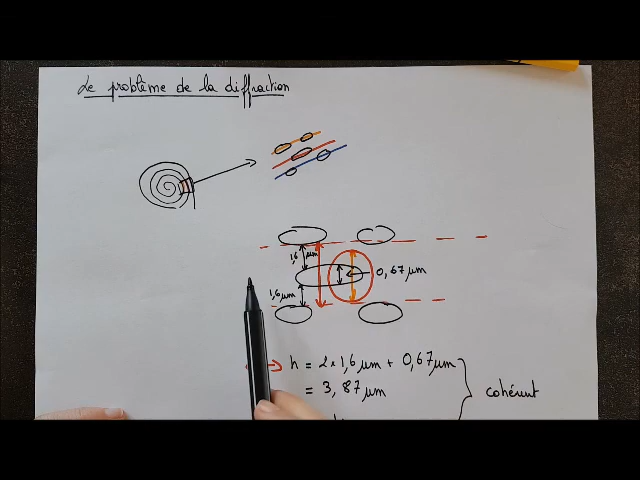 Le problème de la diffraction
1,6 µm
0,67 µm
1,6 µm
h = 2 × 1,6 µm + 0,67 µm
= 3,87 µm
cohérent